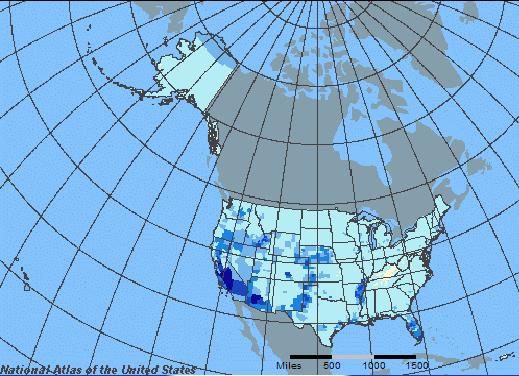 Miles 500 1000 1500
National Atlas of the United States